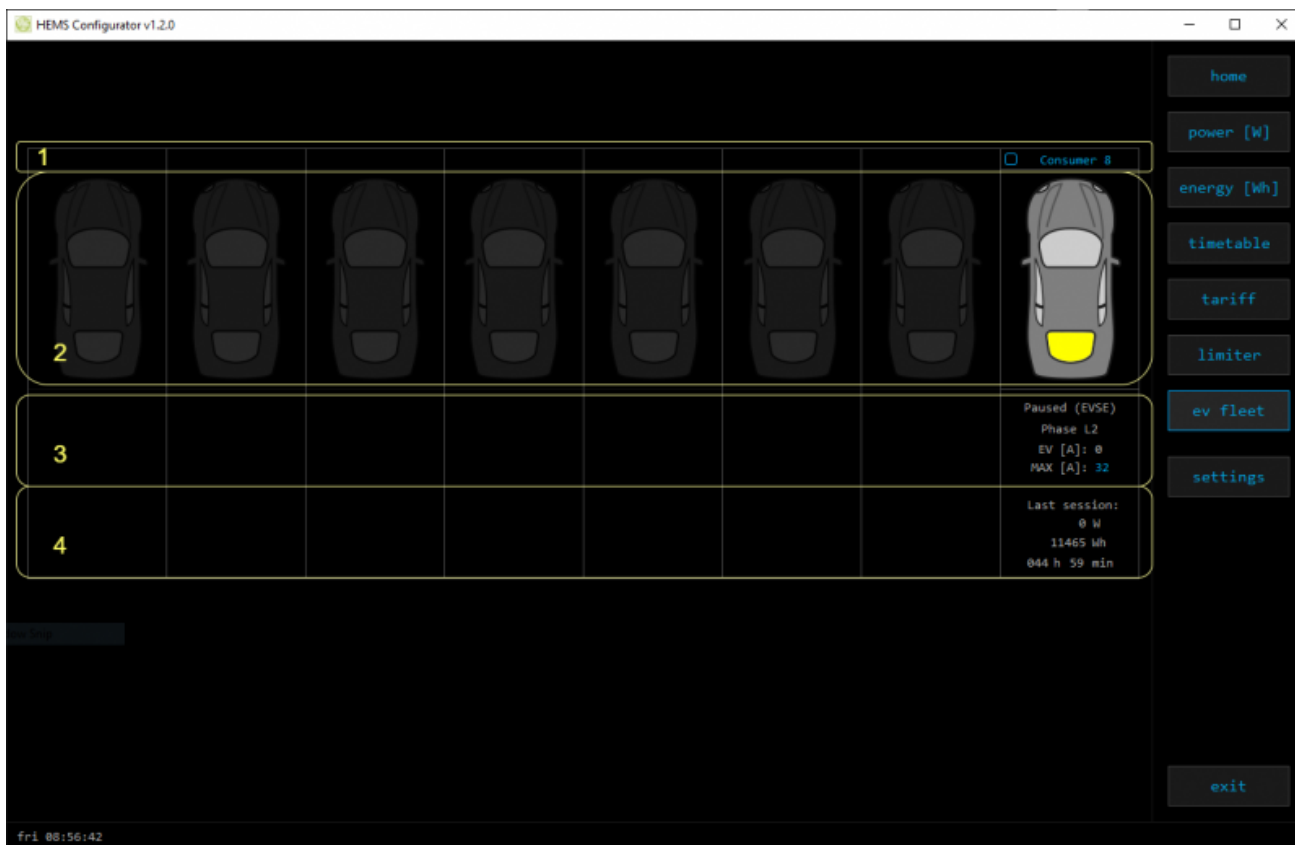 HEMS Configurator v1.2.0
home
power [W]
1
Consumer 8
energy [Wh]
timetable
tariff
2
limiter
Paused (EVSE)
ev fleet
Phase L2
3
EV [A]: 0
MAX [A]: 32
settings
Last session:
0 W
4
11465 Wh
044 h 59 min
Snip
exit
fri 08:56:42